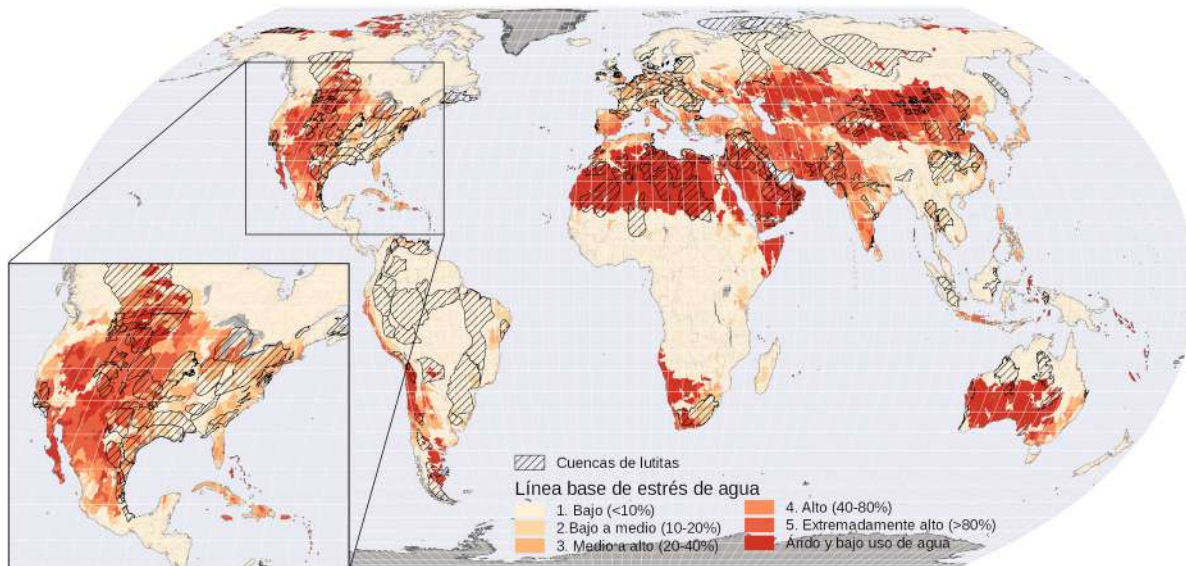 Cuencas de lutitas
Línea base de estrés de agua
1. Bajo (<10%)
2.Bajo a medio (10-20%)
3. Medio a alto (20-40%)
4. Alto (40-80%)
5. Extremadamente alto (>80%)
Árido y bajo uso de agua